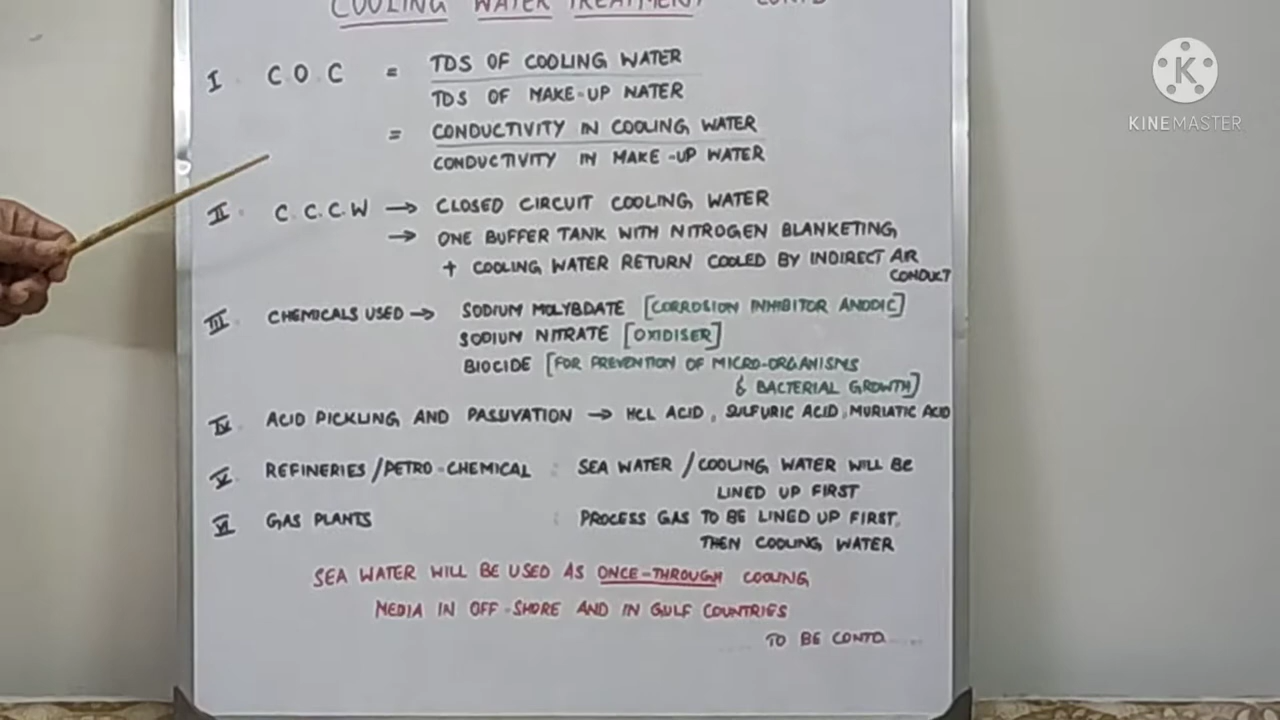 COOLING WATER TREATMENT CONTD
I. C.O.C = TDS OF COOLING WATER
TDS OF MAKE-UP WATER
= CONDUCTIVITY IN COOLING WATER
CONDUCTIVITY IN MAKE-UP WATER
II. C.C.C.W → CLOSED CIRCUIT COOLING WATER
→ ONE BUFFER TANK WITH NITROGEN BLANKETING,
+ COOLING WATER RETURN COOLED BY INDIRECT AIR
CONDUCT
III. CHEMICALS USED → SODIUM MOLYBDATE [CORROSION INHIBITOR ANODIC]
SODIUM NITRATE [OXIDISER]
BIOCIDE [FOR PREVENTION OF MICRO-ORGANISMS
& BACTERIAL GROWTH]
IV. ACID PICKLING AND PASSIVATION → HCL ACID, SULFURIC ACID, MURIATIC ACID
V. REFINERIES/PETRO-CHEMICAL : SEA WATER/COOLING WATER WILL BE
LINED UP FIRST
VI. GAS PLANTS : PROCESS GAS TO BE LINED UP FIRST,
THEN COOLING WATER
SEA WATER WILL BE USED AS ONCE-THROUGH COOLING
MEDIA IN OFF-SHORE AND IN GULF COUNTRIES
TO BE CONTD.....
K
KINEMASTER